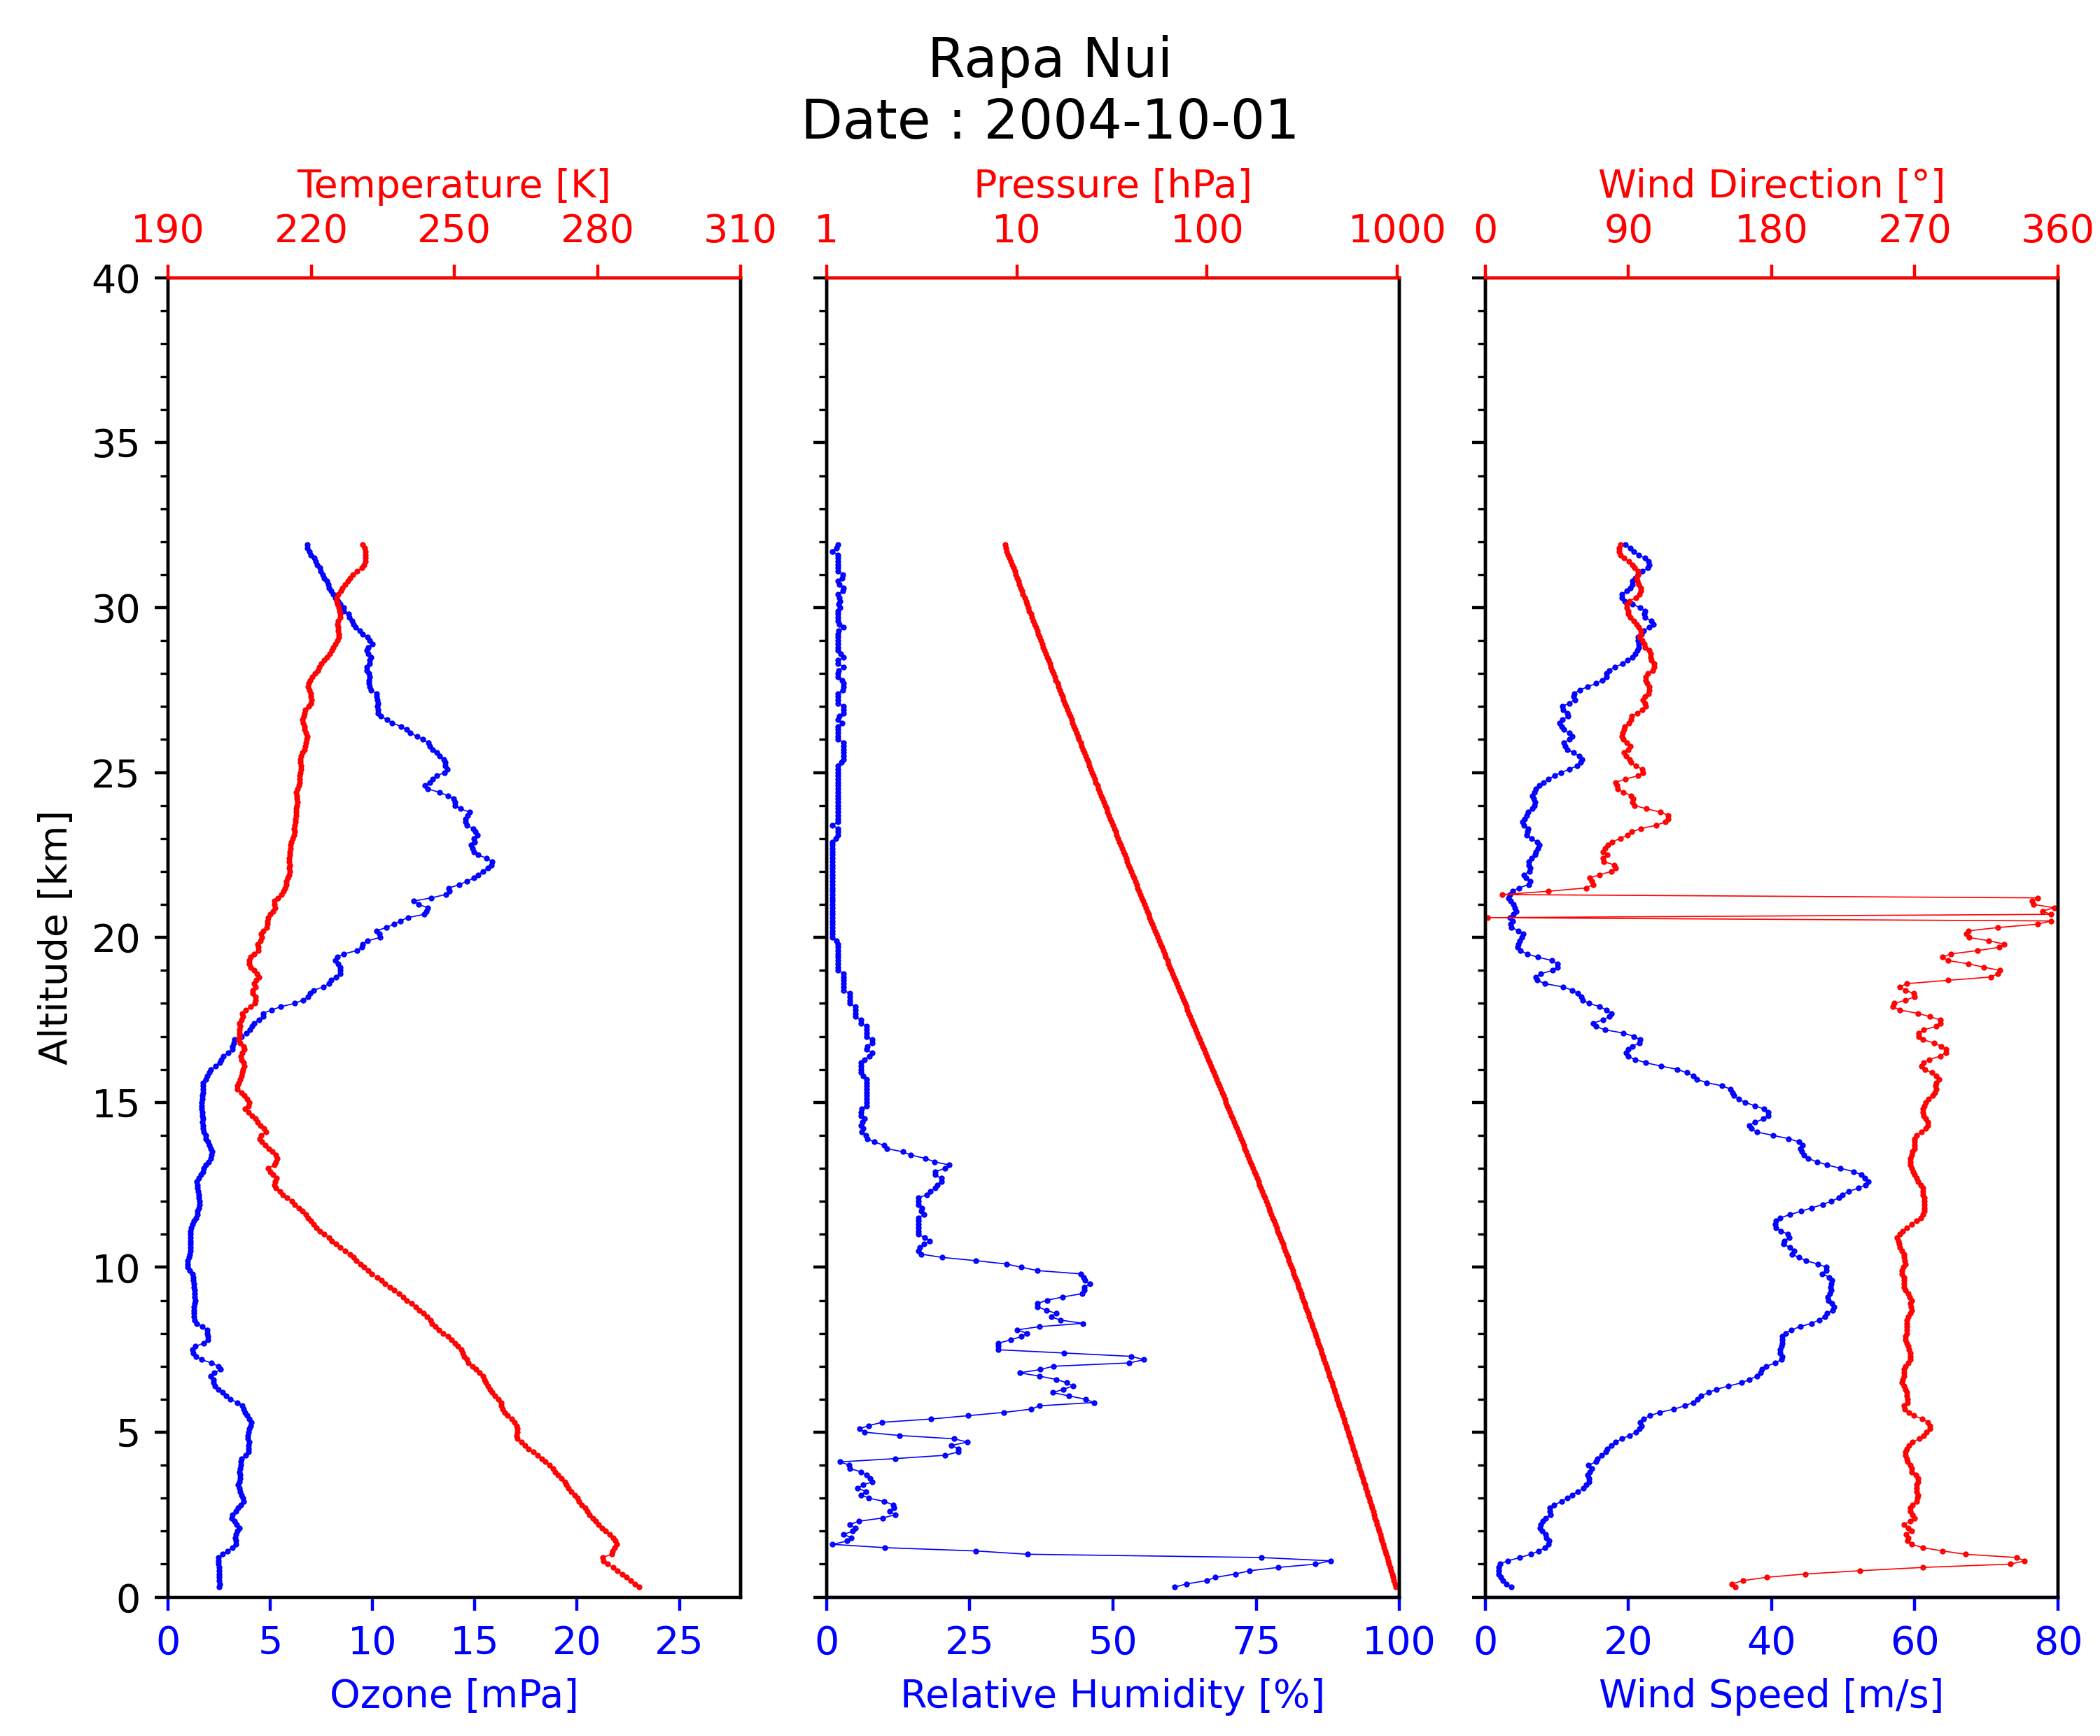 Rapa Nui
Date : 2004-10-01
Temperature [K]
190 220 250 280 310
Pressure [hPa]
1 10 100 1000
Wind Direction [°]
0 90 180 270 360
40
35
30
25
20
15
10
5
0
Altitude [km]
0 5 10 15 20 25
Ozone [mPa]
0 25 50 75 100
Relative Humidity [%]
0 20 40 60 80
Wind Speed [m/s]